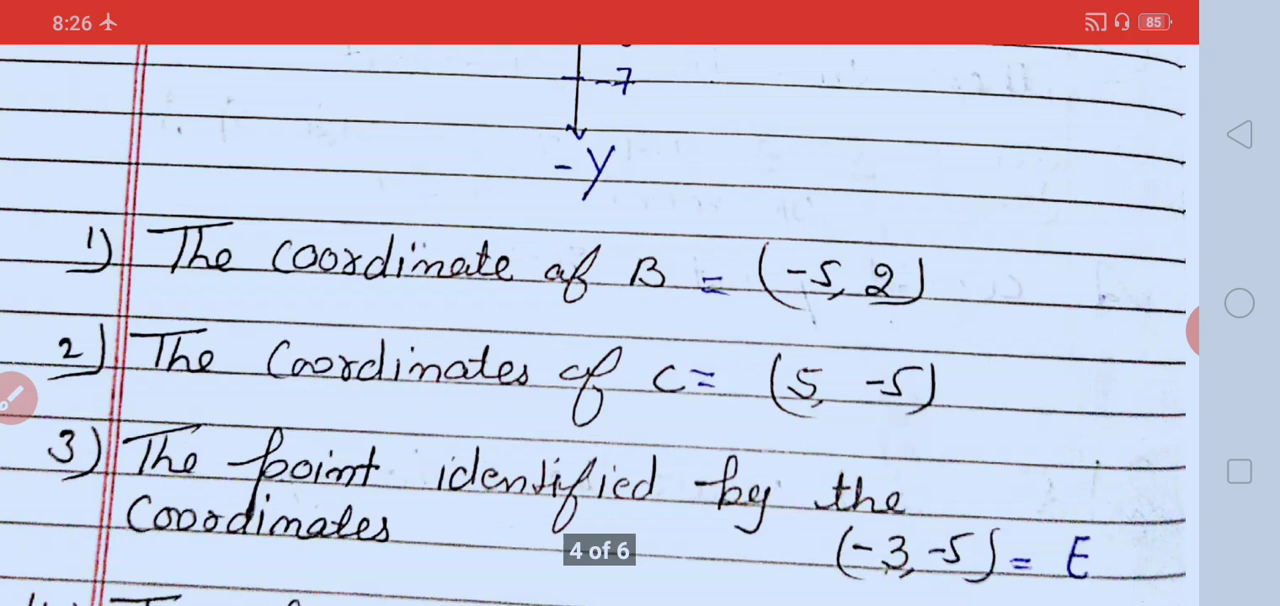 8:26
85
-7
-Y
1) The coordinate of B = (-5, 2)
2) The Coordinates of C = (5, -5)
3) The point identified by the
Coordinates
(-3, -5) = E
4 of 6